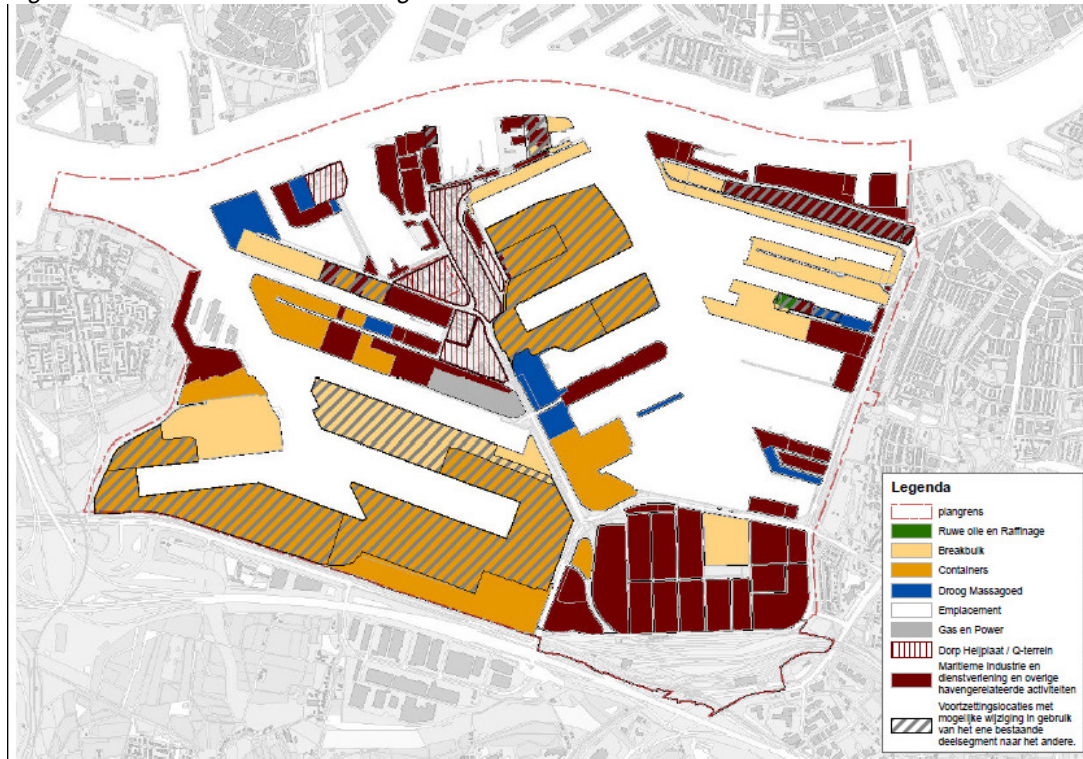 Legenda
plangrens
Ruwe olie en Raffinage
Breakbulk
Containers
Droog Massagoed
Emplacement
Gas en Power
Dorp Heijplaat / Q-terrein
Maritieme Industrie en
dienstverlening en overige
havengerelateerde activiteiten
Voortzettingslocaties met
mogelijke wijziging in gebruik
van het ene bestaande
deelsegment naar het andere.